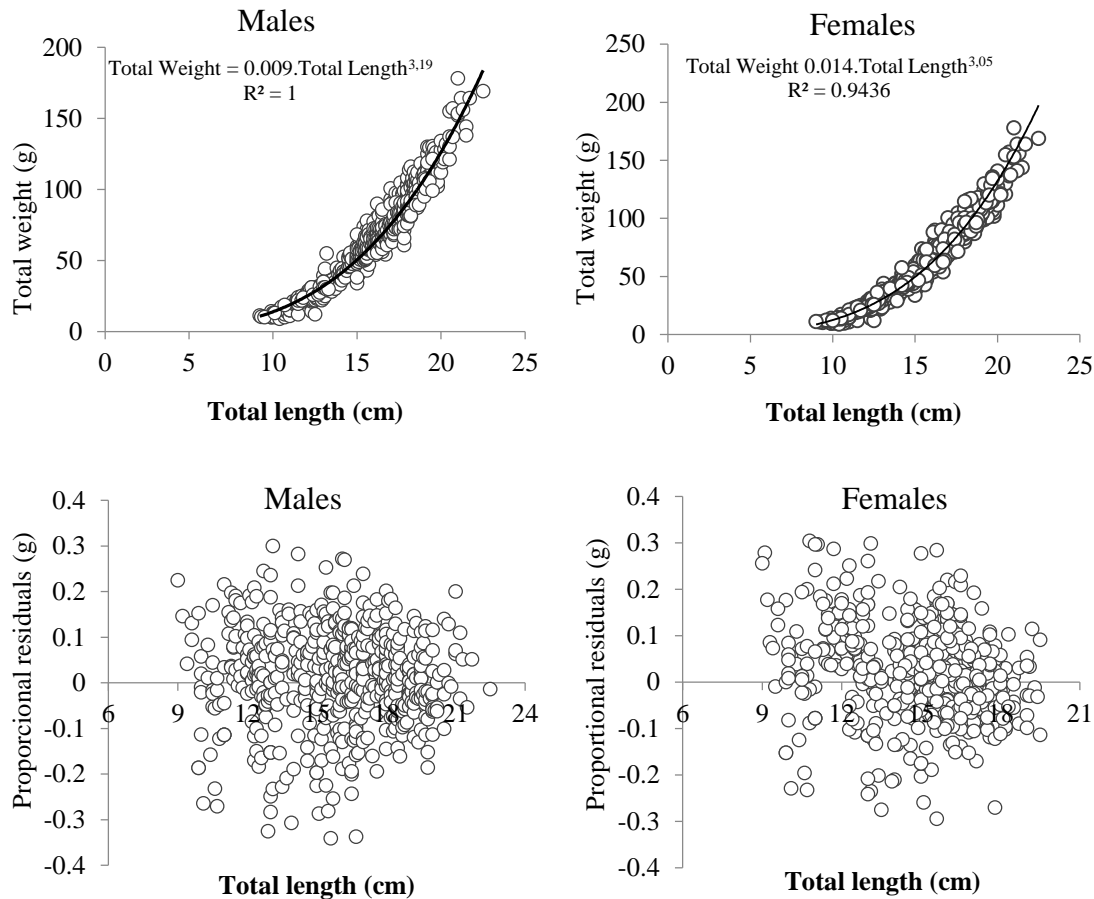 Males
Total Weight = 0.009.Total Length3,19
R² = 1
200
150
100
50
0
Total weight (g)
0 5 10 15 20 25
Total length (cm)
Females
Total Weight 0.014.Total Length3,05
R² = 0.9436
250
200
150
100
50
0
Total weight (g)
0 5 10 15 20 25
Total length (cm)
Males
0.4
0.3
0.2
0.1
0
-0.1
-0.2
-0.3
-0.4
Proporcional residuals (g)
6 9 12 15 18 21 24
Total length (cm)
Females
0.4
0.3
0.2
0.1
0
-0.1
-0.2
-0.3
-0.4
Proportional residuals (g)
6 9 12 15 18 21
Total length (cm)